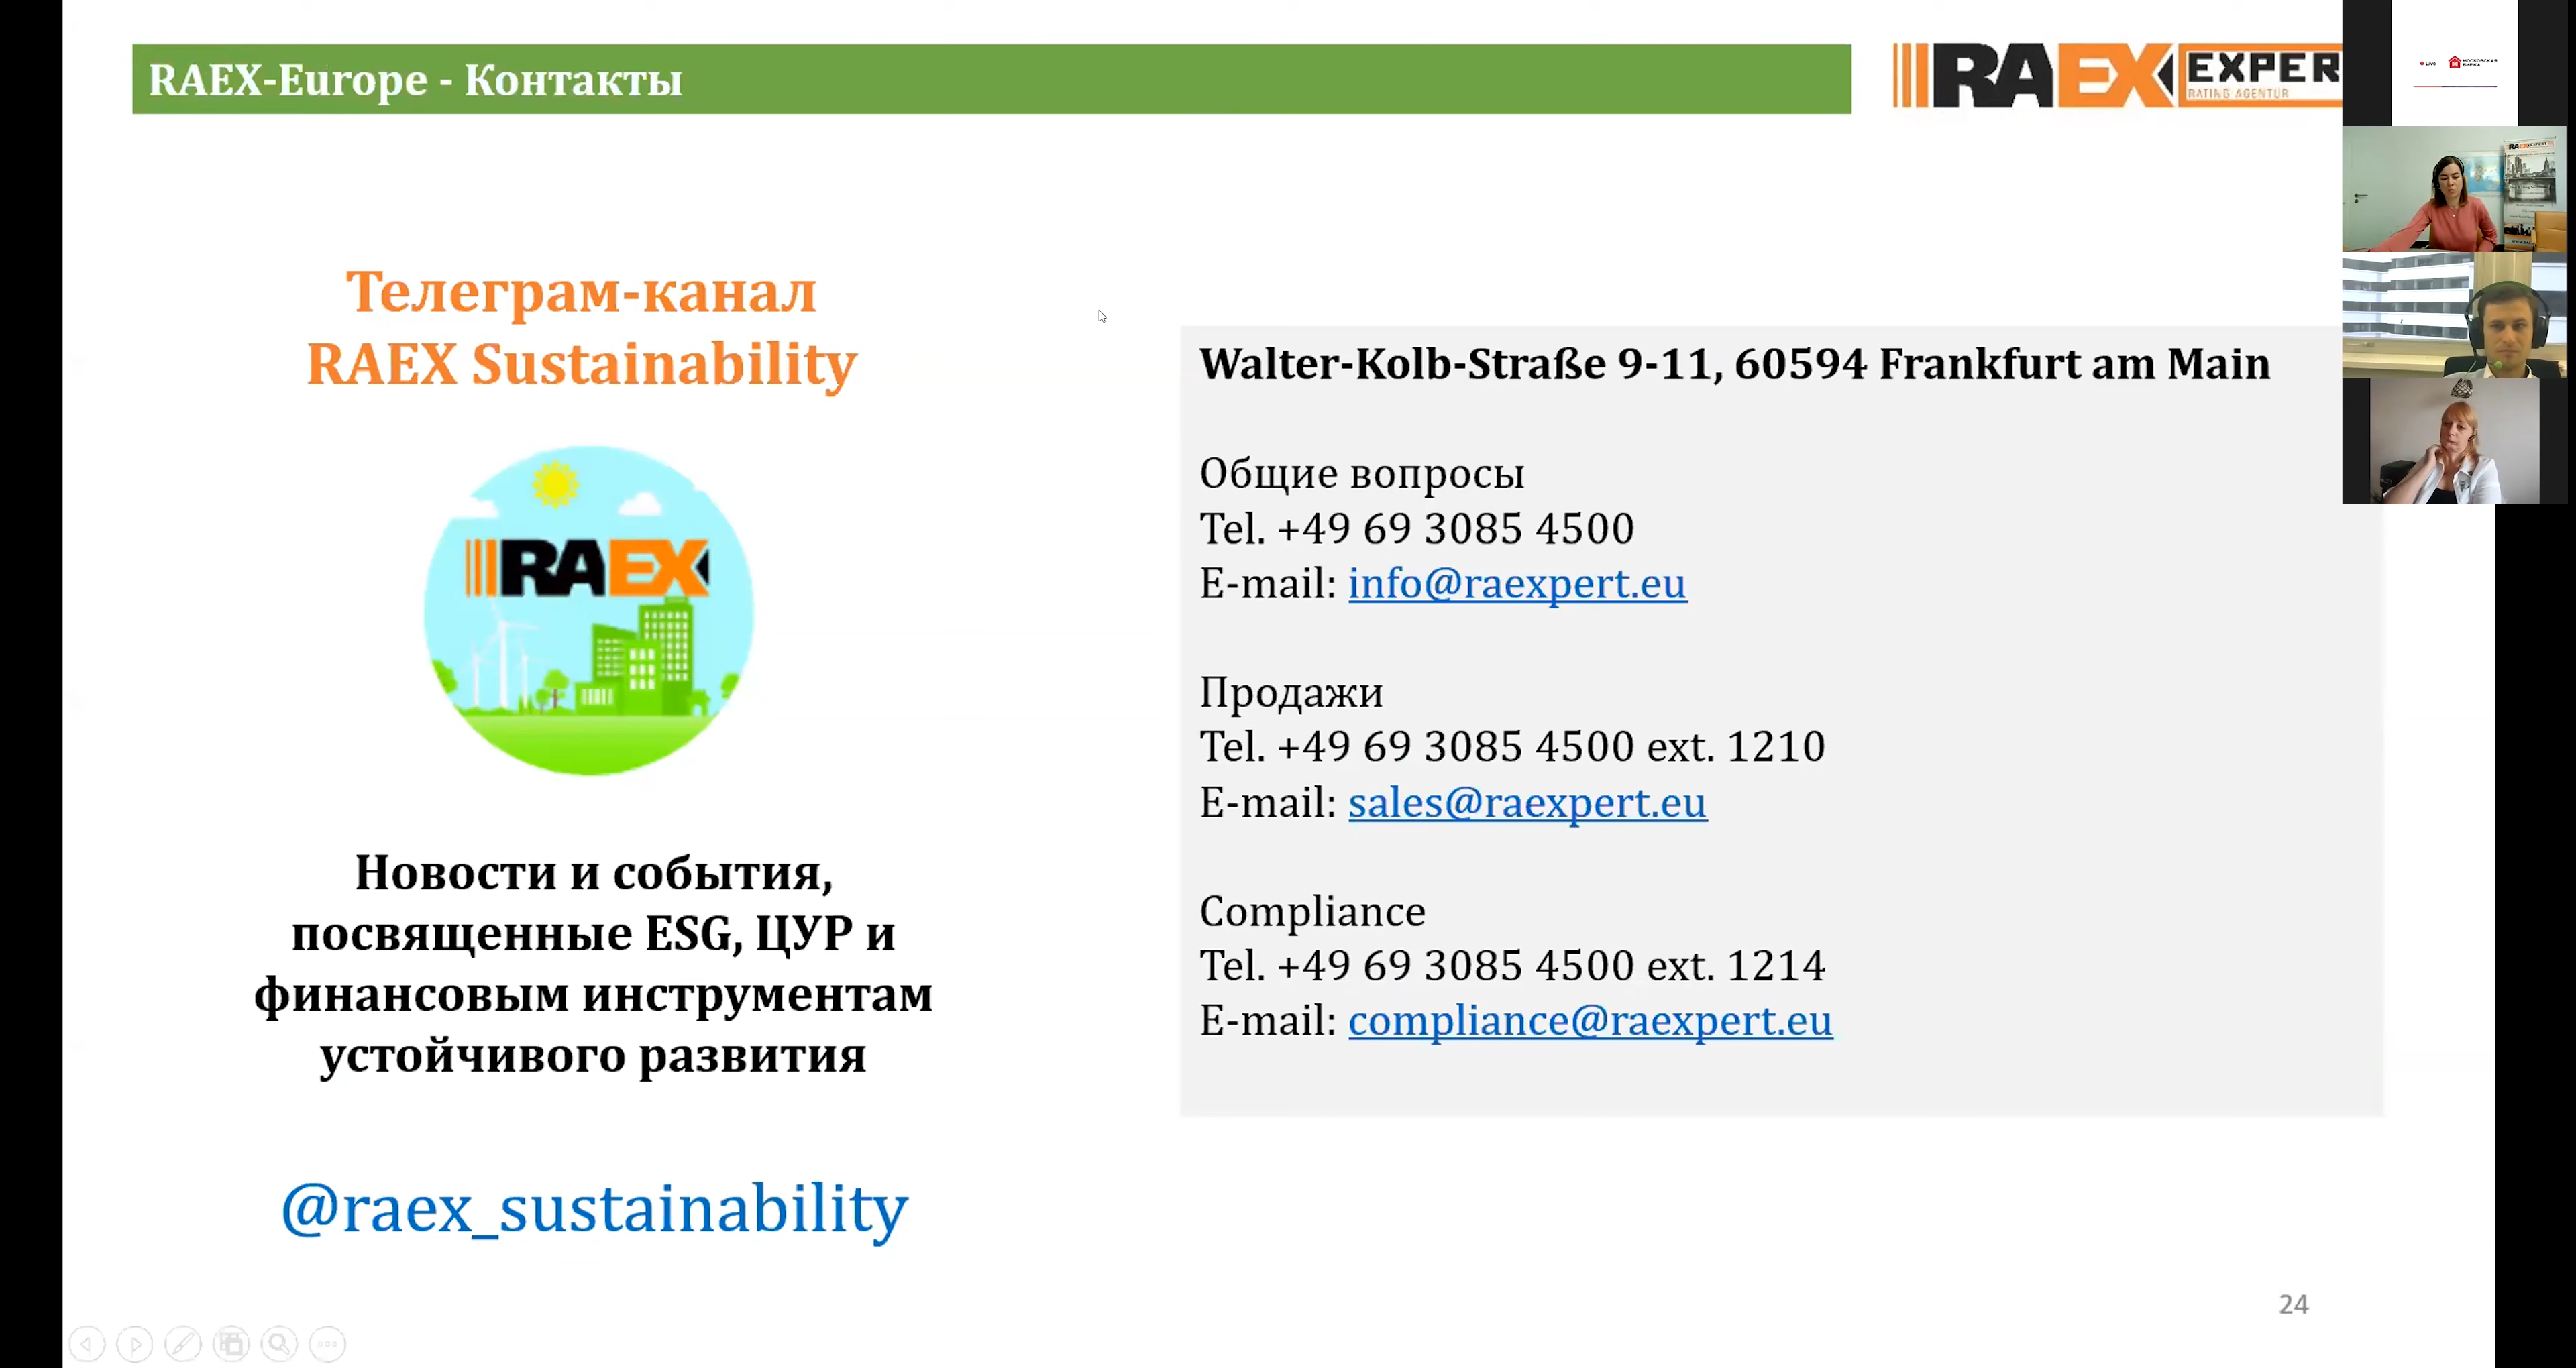 RAEX-Europe - Контакты
RAEX EXPER
RATING AGENTUR
Live
МОСКОВСКАЯ
БИРЖА
Телеграм-канал
RAEX Sustainability
RAEX
Новости и события,
посвященные ESG, ЦУР и
финансовым инструментам
устойчивого развития
@raex_sustainability
Walter-Kolb-Straße 9-11, 60594 Frankfurt am Main
Общие вопросы
Tel. +49 69 3085 4500
E-mail: info@raexpert.eu
Продажи
Tel. +49 69 3085 4500 ext. 1210
E-mail: sales@raexpert.eu
Compliance
Tel. +49 69 3085 4500 ext. 1214
E-mail: compliance@raexpert.eu
24